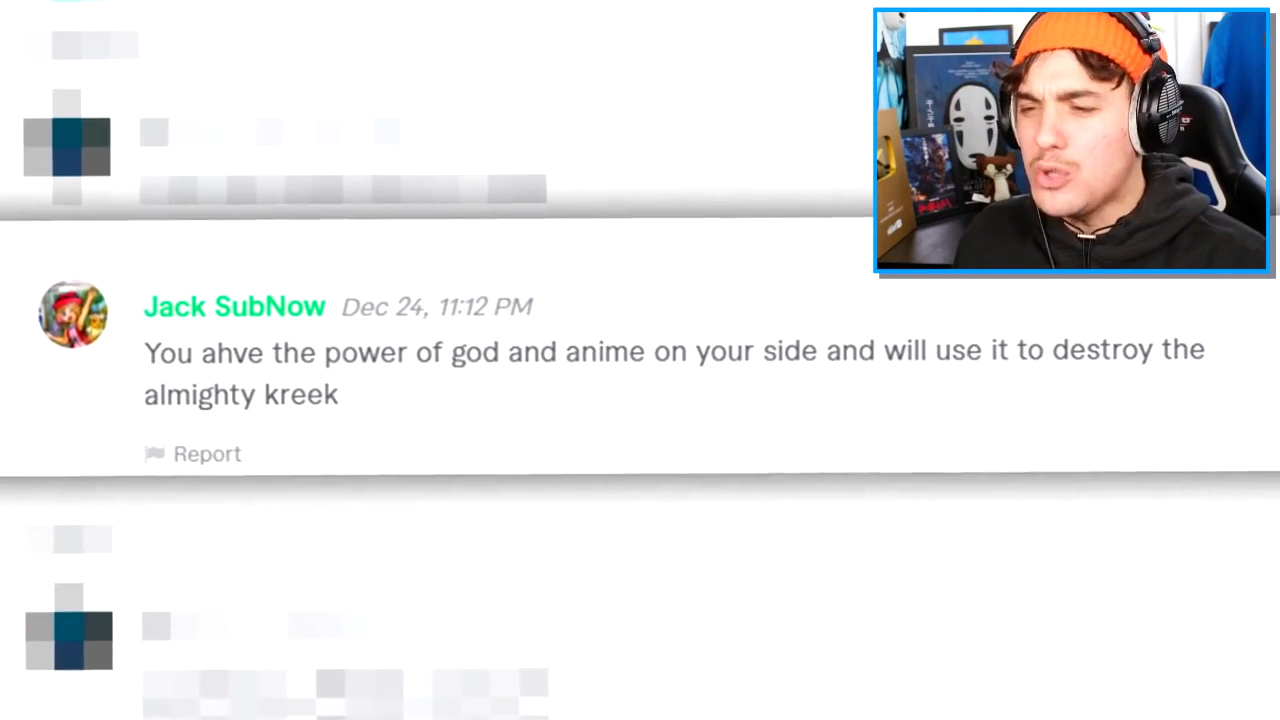 Jack SubNow Dec 24, 11:12 PM
You ahve the power of god and anime on your side and will use it to destroy the
almighty kreek
Report